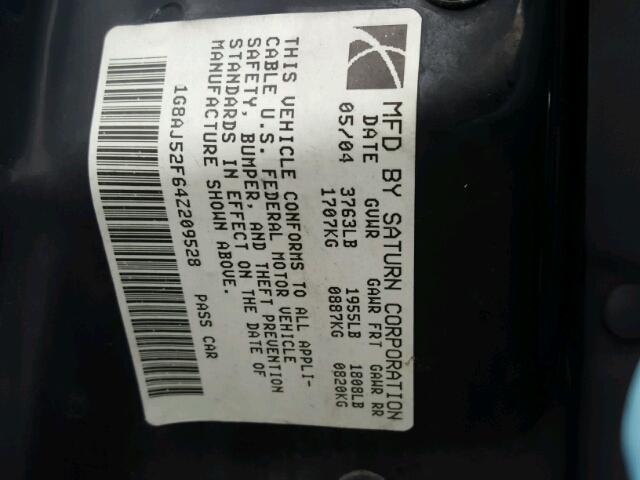 MFD BY SATURN CORPORATION
DATE GVWR GAWR FRT GAWR RR
05/04 3763LB 1955LB 1808LB
1707KG 0887KG 0820KG
THIS VEHICLE CONFORMS TO ALL APPLI-
CABLE U.S. FEDERAL MOTOR VEHICLE
SAFETY, BUMPER, AND THEFT PREVENTION
STANDARDS IN EFFECT ON THE DATE OF
MANUFACTURE SHOWN ABOVE.
1G8AJ52F64Z209528 PASS CAR